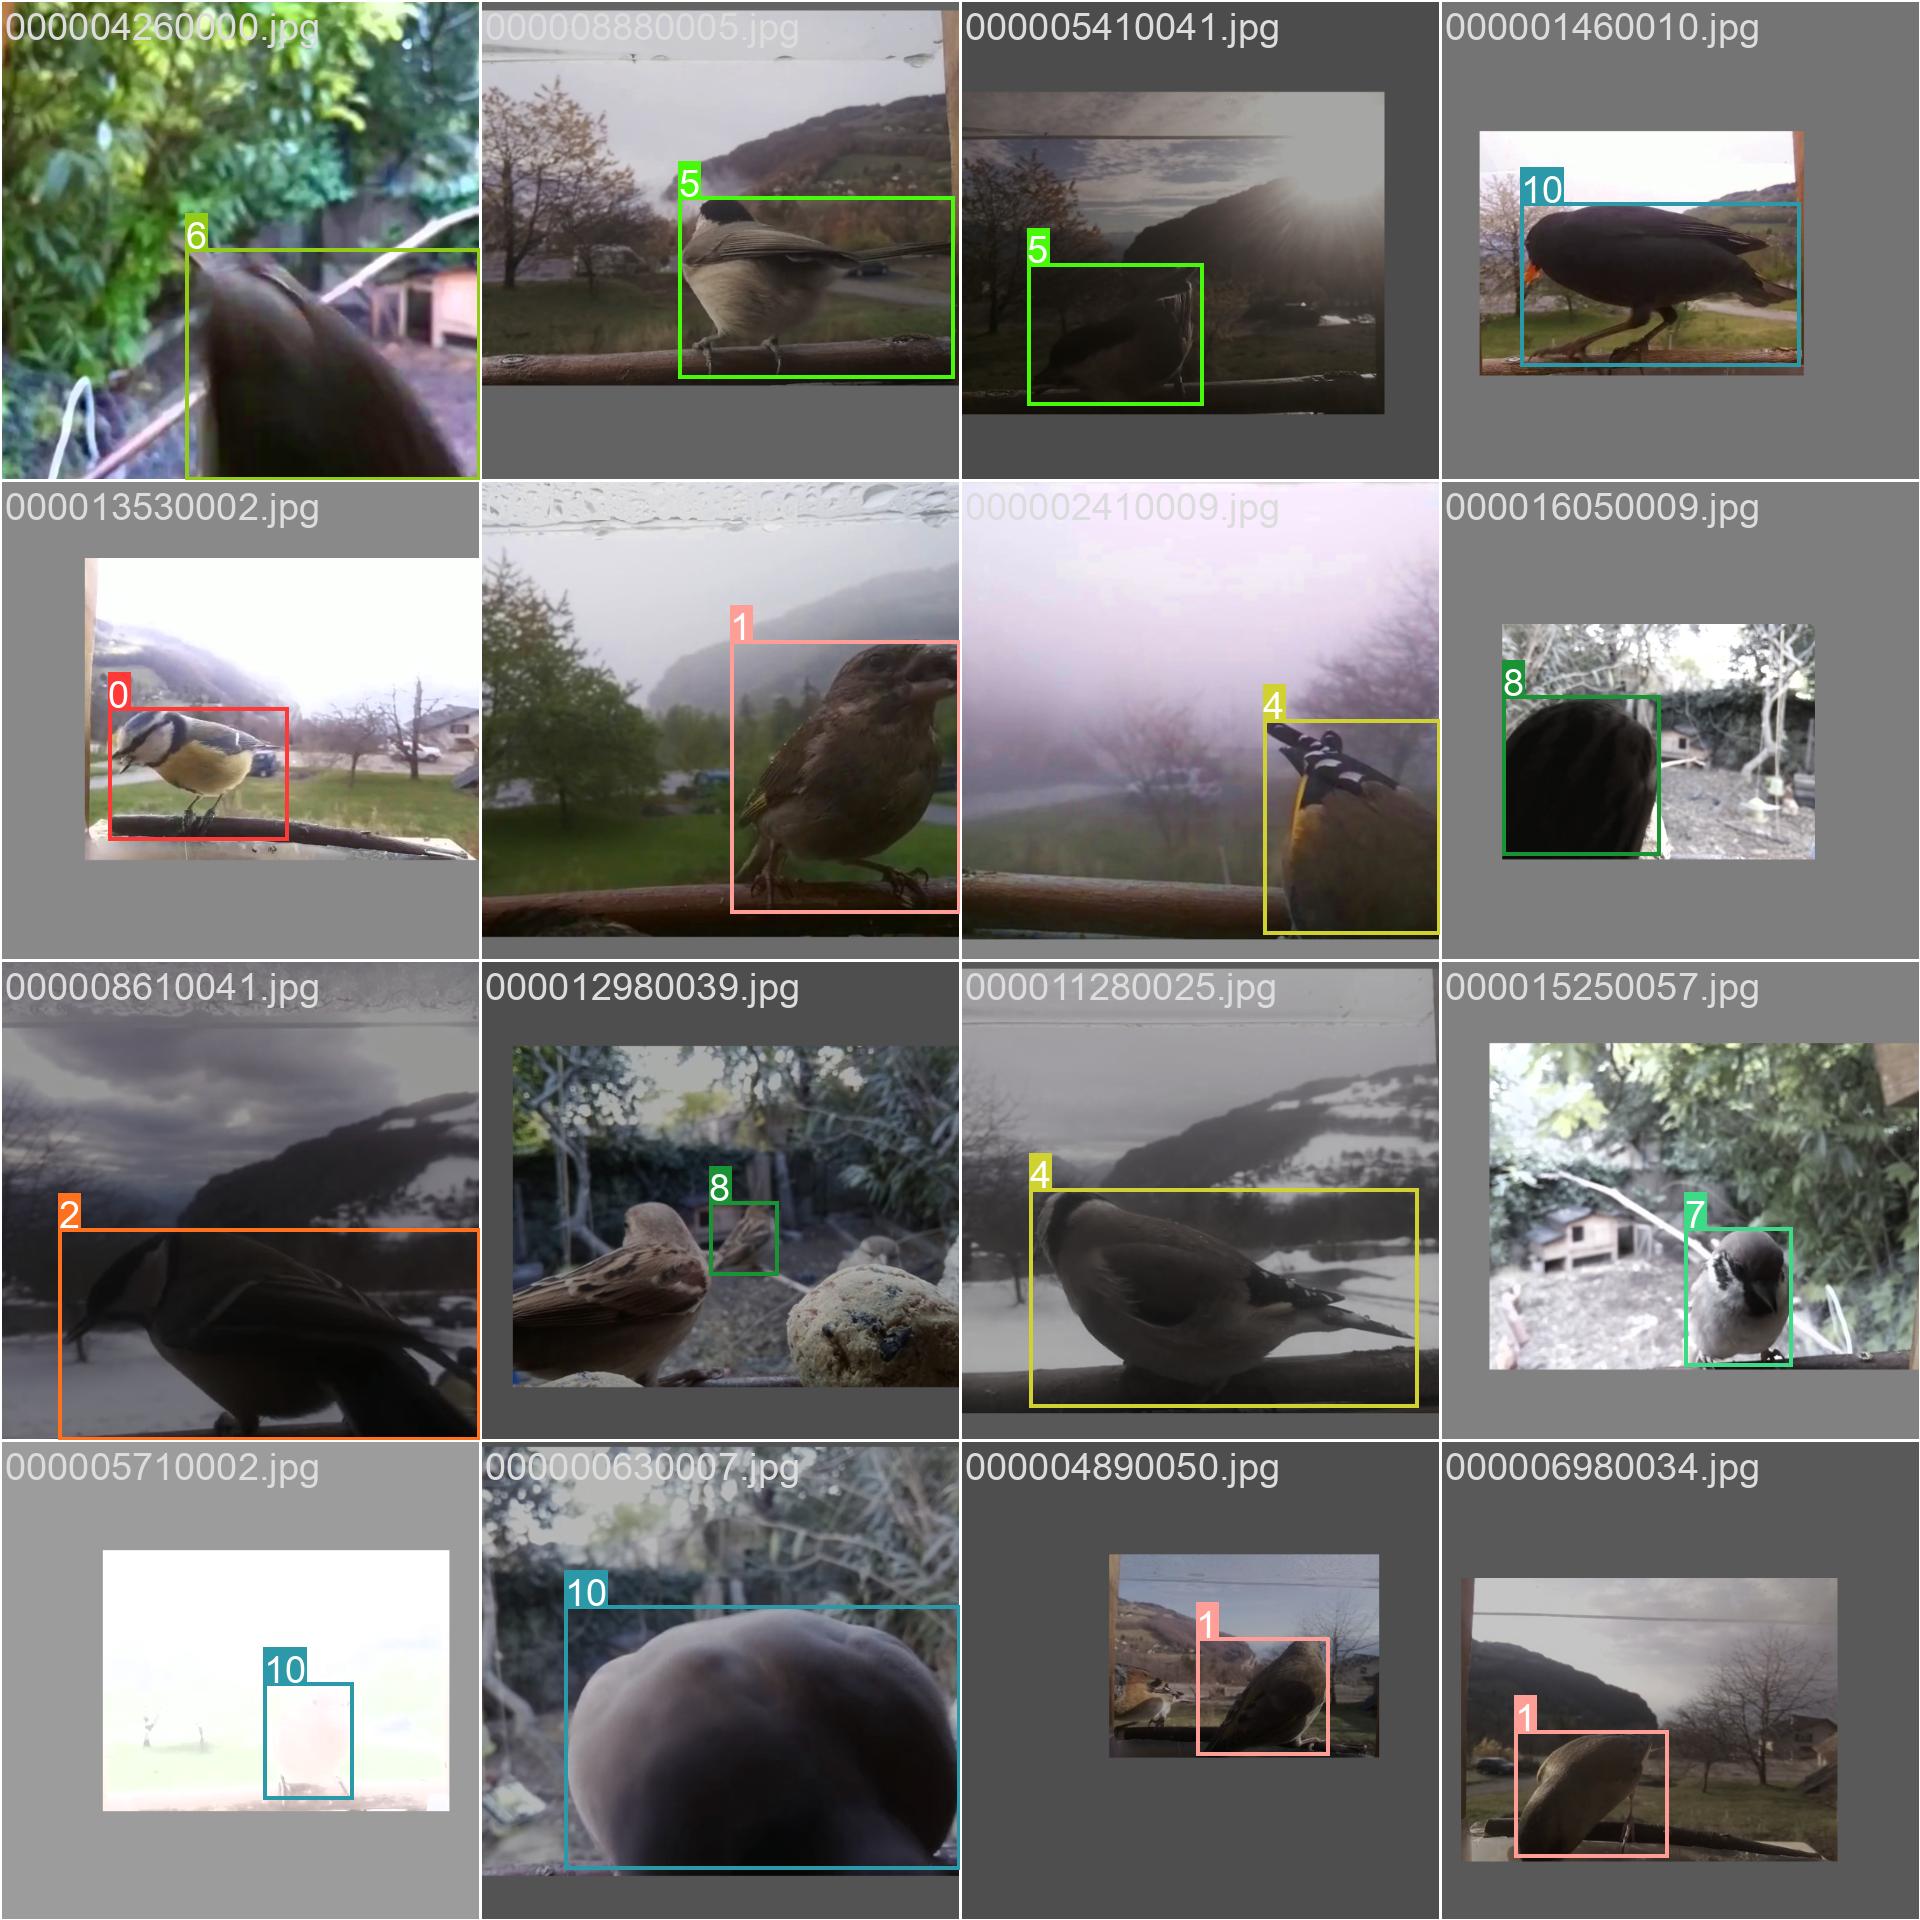 000004260000.jpg
000008880005.jpg
000005410041.jpg
000001460010.jpg
6
5
5
10
000013530002.jpg
000002410009.jpg
000016050009.jpg
0
1
4
8
000008610041.jpg
000012980039.jpg
000011280025.jpg
000015250057.jpg
2
8
4
7
000005710002.jpg
000000630007.jpg
000004890050.jpg
000006980034.jpg
10
10
1
1